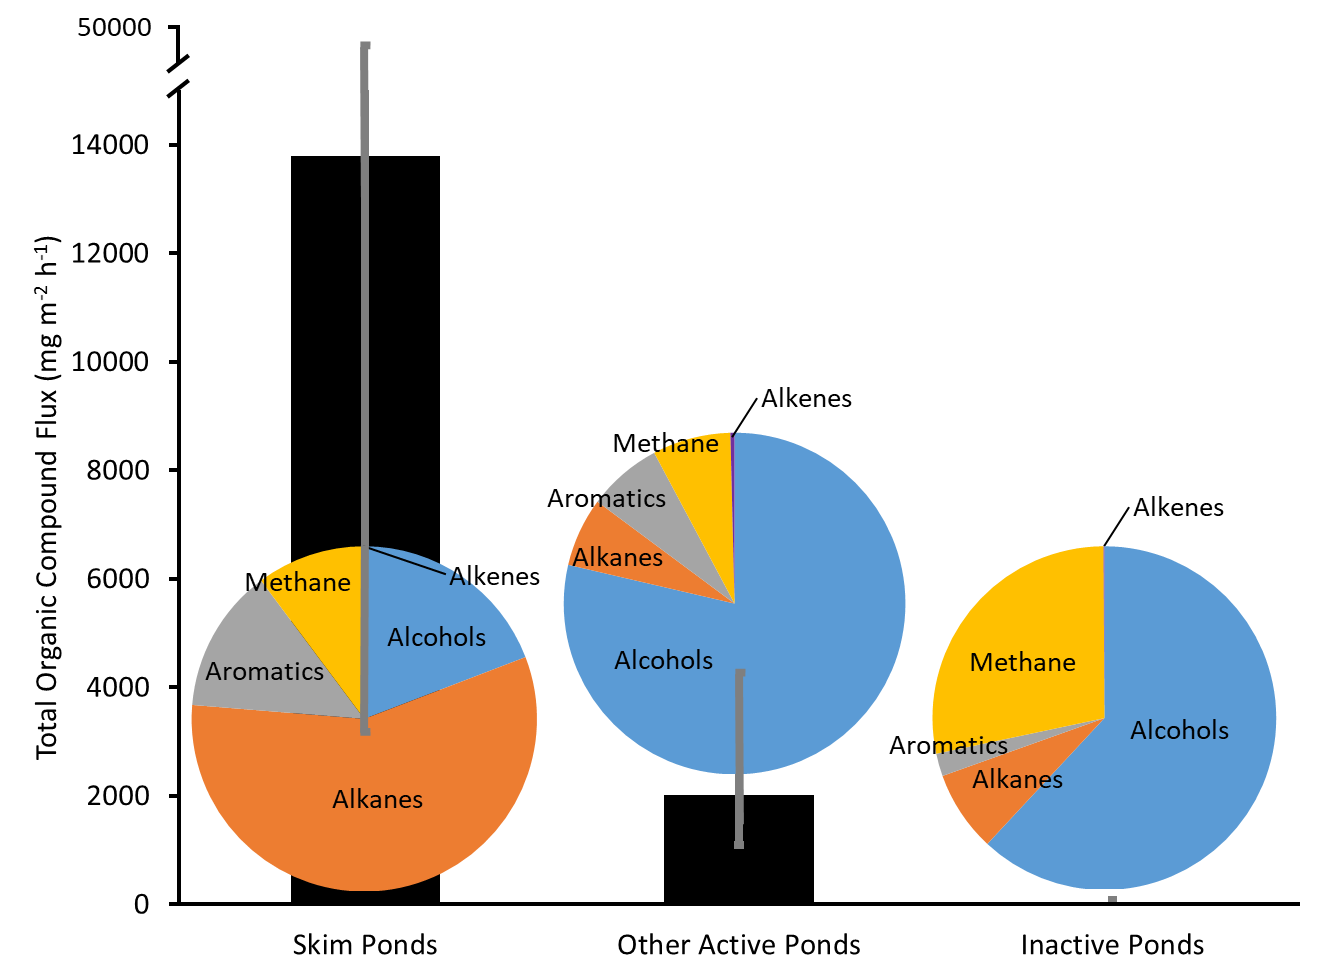 50000
14000
12000
10000
8000
6000
4000
2000
0
Total Organic Compound Flux (mg m⁻² h⁻¹)
Methane
Alkenes
Alcohols
Aromatics
Alkanes
Alkenes
Methane
Aromatics
Alkanes
Alcohols
Alkenes
Methane
Alcohols
Aromatics
Alkanes
Skim Ponds
Other Active Ponds
Inactive Ponds